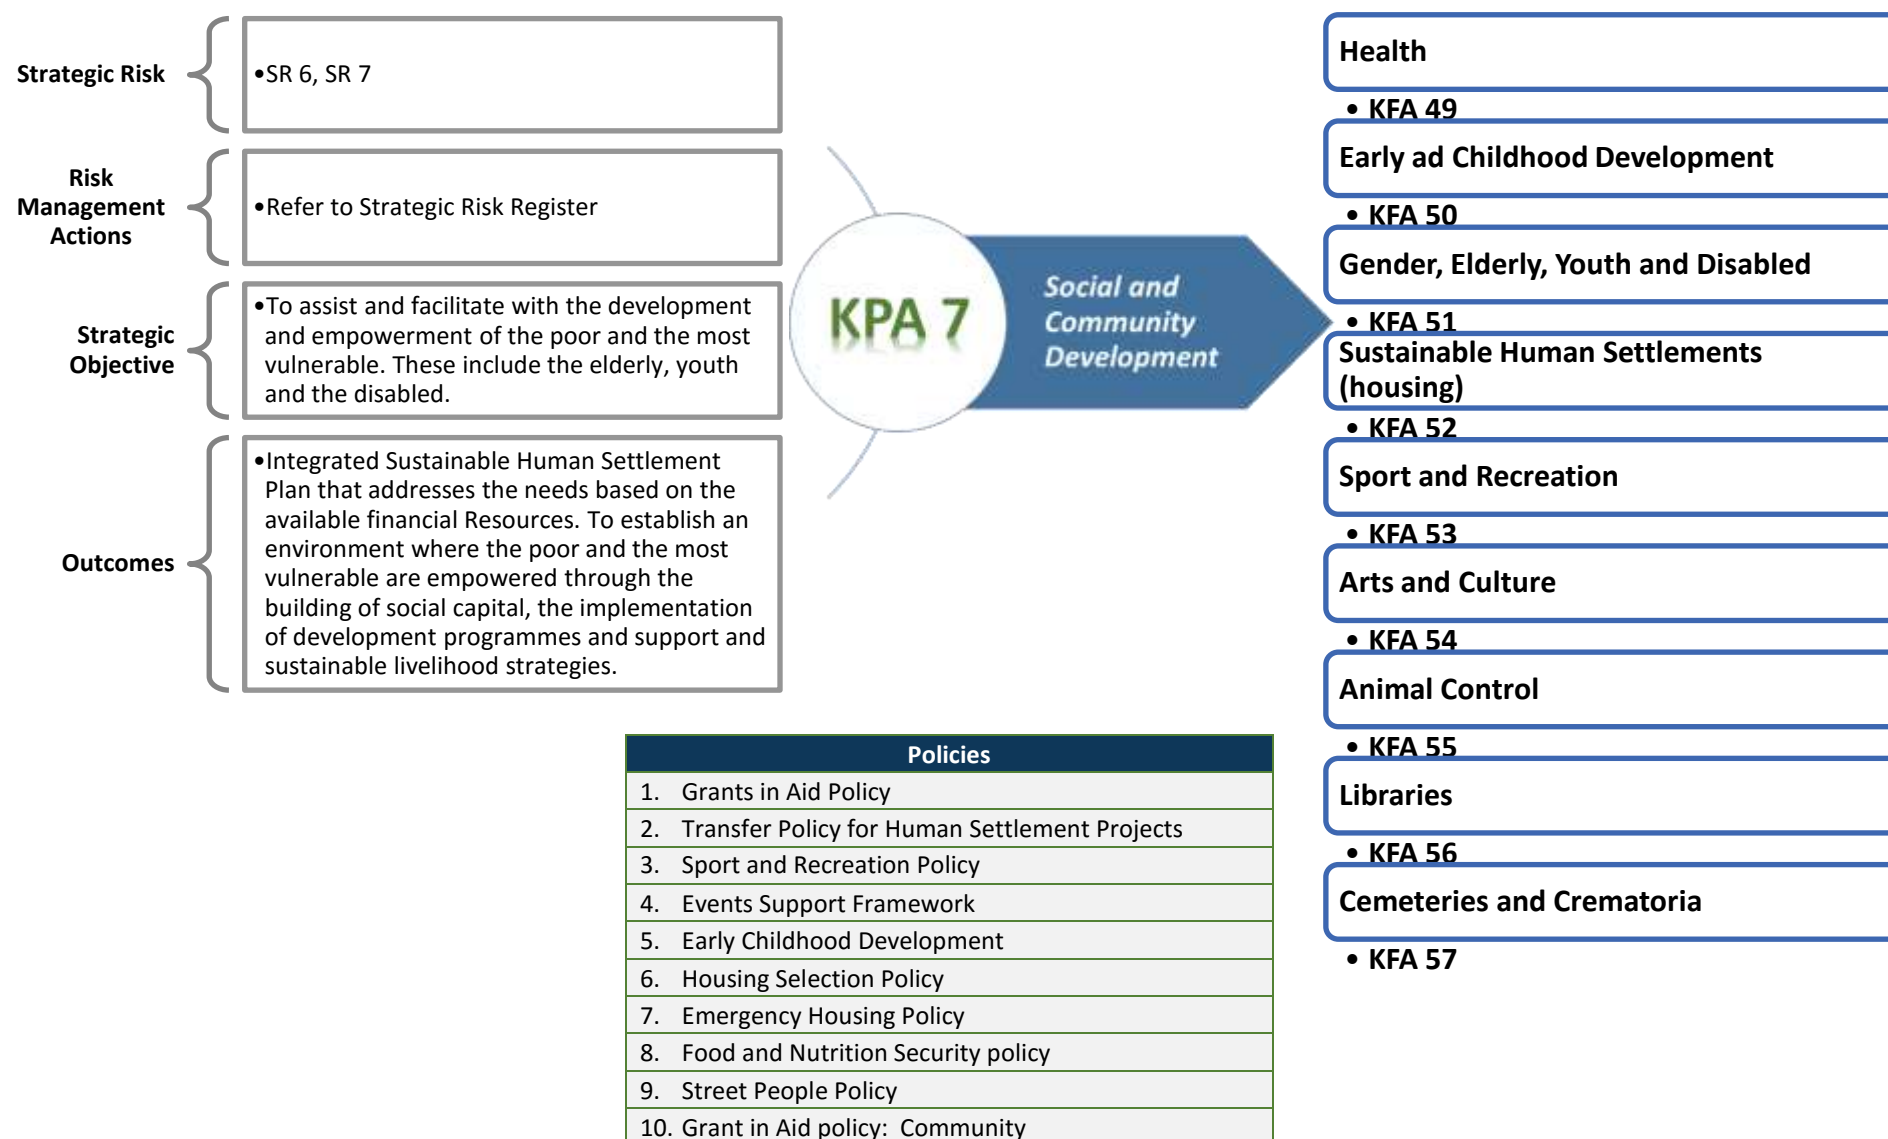 Strategic Risk
•SR 6, SR 7
Risk
Management
Actions
•Refer to Strategic Risk Register
Strategic
Objective
•To assist and facilitate with the development
and empowerment of the poor and the most
vulnerable. These include the elderly, youth
and the disabled.
Outcomes
•Integrated Sustainable Human Settlement
Plan that addresses the needs based on the
available financial Resources. To establish an
environment where the poor and the most
vulnerable are empowered through the
building of social capital, the implementation
of development programmes and support and
sustainable livelihood strategies.
KPA 7
Social and
Community
Development
Health
• KFA 49
Early ad Childhood Development
• KFA 50
Gender, Elderly, Youth and Disabled
• KFA 51
Sustainable Human Settlements
(housing)
• KFA 52
Sport and Recreation
• KFA 53
Arts and Culture
• KFA 54
Animal Control
• KFA 55
Libraries
• KFA 56
Cemeteries and Crematoria
• KFA 57
Policies
1. Grants in Aid Policy
2. Transfer Policy for Human Settlement Projects
3. Sport and Recreation Policy
4. Events Support Framework
5. Early Childhood Development
6. Housing Selection Policy
7. Emergency Housing Policy
8. Food and Nutrition Security policy
9. Street People Policy
10. Grant in Aid policy: Community